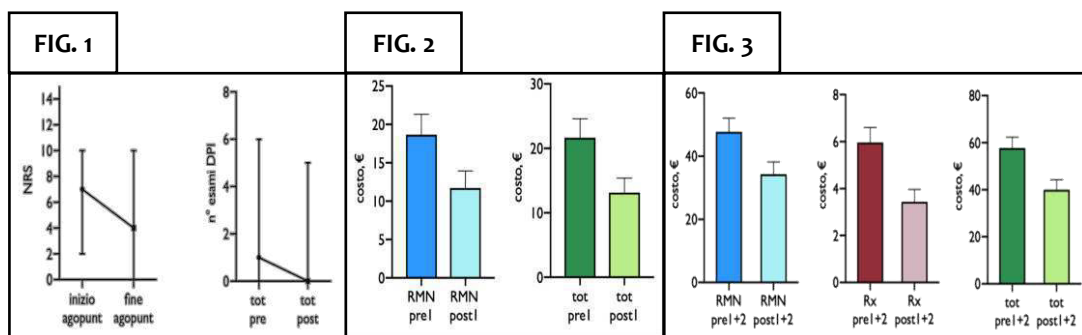 FIG. 1
NRS
14
12
10
8
6
4
2
0
inizio
agopunt
fine
agopunt
n° esami DPI
8
6
4
2
0
tot
pre
tot
post
FIG. 2
costo, €
25
20
15
10
5
0
RMN
pre1
RMN
post1
costo, €
30
20
10
0
tot
pre1
tot
post1
FIG. 3
costo, €
60
40
20
0
RMN
pre1+2
RMN
post1+2
costo, €
8
6
4
2
0
Rx
pre1+2
Rx
post1+2
costo, €
80
60
40
20
0
tot
pre1+2
tot
post1+2